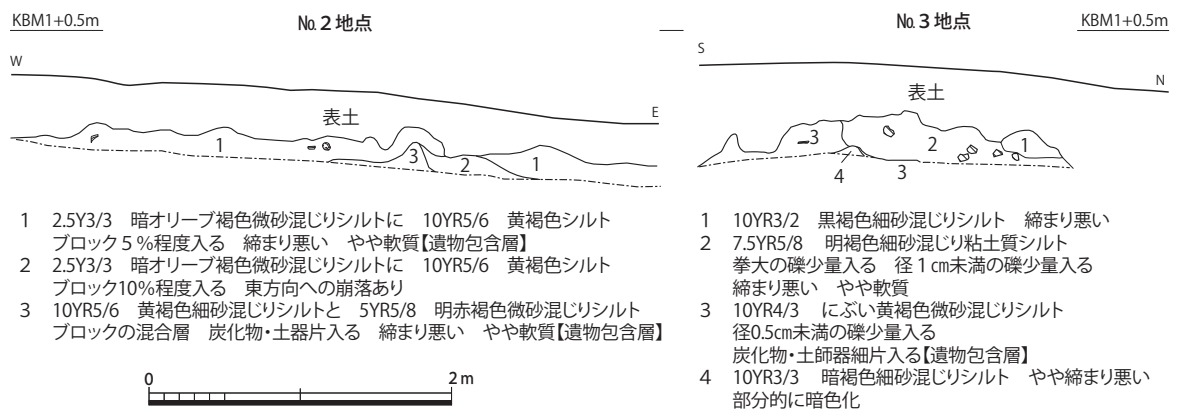 KBM1+0.5m
№2地点
W
E
表土
1
3
2
1
1 2.5Y3/3 暗オリーブ褐色微砂混じりシルトに 10YR5/6 黄褐色シルト
ブロック5%程度入る 締まり悪い やや軟質【遺物包含層】
2 2.5Y3/3 暗オリーブ褐色微砂混じりシルトに 10YR5/6 黄褐色シルト
ブロック10%程度入る 東方向への崩落あり
3 10YR5/6 黄褐色細砂混じりシルトと 5YR5/8 明赤褐色微砂混じりシルト
ブロックの混合層 炭化物・土器片入る 締まり悪い やや軟質【遺物包含層】
0 2m
№3地点
KBM1+0.5m
S
N
表土
3
2
1
4
3
1 10YR3/2 黒褐色細砂混じりシルト 締まり悪い
2 7.5YR5/8 明褐色細砂混じり粘土質シルト
拳大の礫少量入る 径1㎝未満の礫少量入る
締まり悪い やや軟質
3 10YR4/3 にぶい黄褐色微砂混じりシルト
径0.5㎝未満の礫少量入る
炭化物・土師器細片入る【遺物包含層】
4 10YR3/3 暗褐色細砂混じりシルト やや締まり悪い
部分的に暗色化